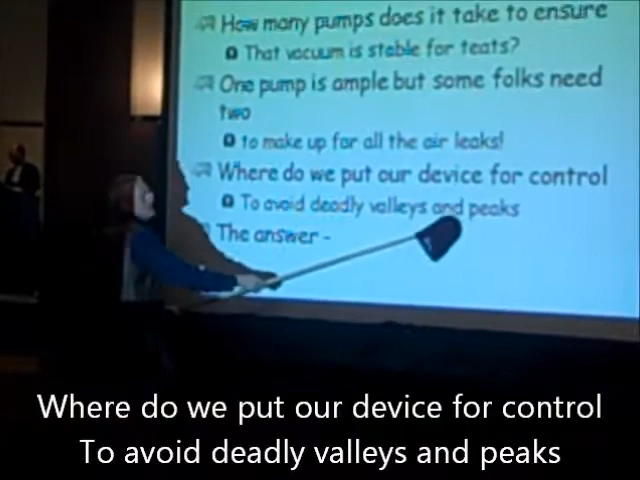 How many pumps does it take to ensure
That vacuum is stable for teats?
One pump is ample but some folks need
two
to make up for all the air leaks!
Where do we put our device for control
To avoid deadly valleys and peaks
The answer -
Where do we put our device for control
To avoid deadly valleys and peaks